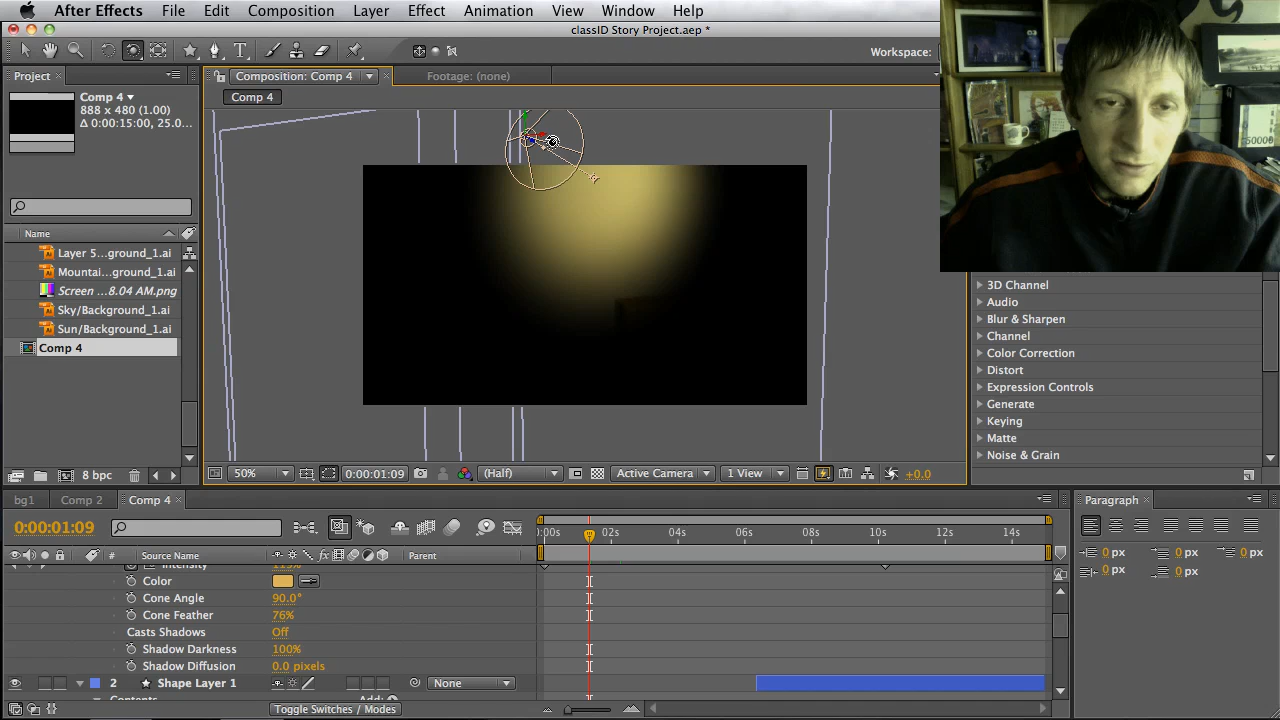 After Effects File Edit Composition Layer Effect Animation View Window Help
classID Story Project.aep *
Workspace:
Project
Composition: Comp 4
Footage: (none)
Comp 4
888 x 480 (1.00)
Δ 0:00:15:00, 25.0...
Comp 4
Name
Layer 5...ground_1.ai
Mountai...ground_1.ai
Screen ...8.04 AM.png
Sky/Background_1.ai
Sun/Background_1.ai
Comp 4
8 bpc
50%
0:00:01:09
(Half)
Active Camera
1 View
+0.0
3D Channel
Audio
Blur & Sharpen
Channel
Color Correction
Distort
Expression Controls
Generate
Keying
Matte
Noise & Grain
bg1
Comp 2
Comp 4
0:00:01:09
:00s 02s 04s 06s 08s 10s 12s 14s
# Source Name Parent
Color
Cone Angle 90.0°
Cone Feather 76%
Casts Shadows Off
Shadow Darkness 100%
Shadow Diffusion 0.0 pixels
2 Shape Layer 1 None
Toggle Switches / Modes
Paragraph
0 px 0 px 0 px
0 px 0 px